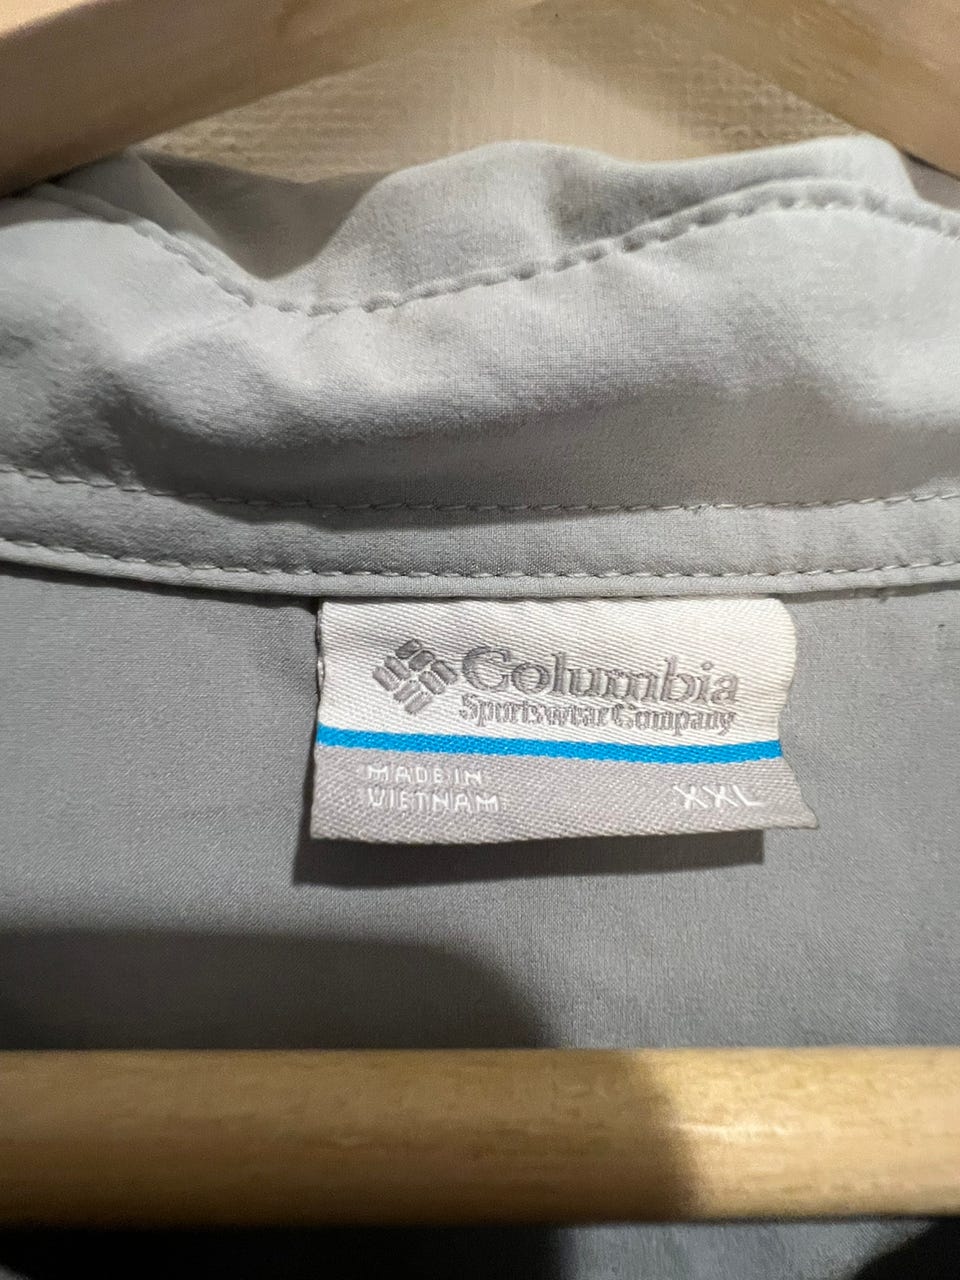 Columbia
Sportswear Company
MADE IN
VIETNAM
XXL